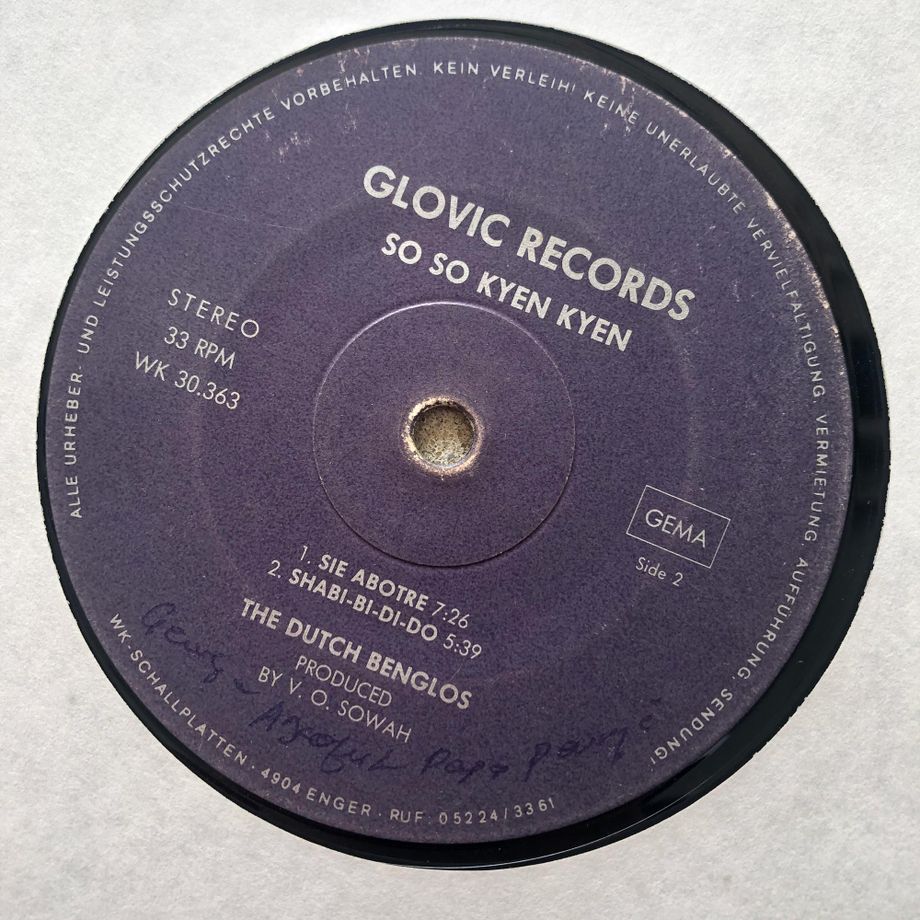 ALLE URHEBER- UND LEISTUNGSSCHUTZRECHTE VORBEHALTEN. KEIN VERLEIH! KEINE UNERLAUBTE VERVIELFÄLTIGUNG, VERMIETUNG AUFFÜHRUNG, SENDUNG!
GLOVIC RECORDS
SO SO KYEN KYEN
STEREO
33 RPM
WK 30.363
GEMA
Side 2
1. SIE ABOTRE 7:26
2. SHABI-BI-DI-DO 5:39
THE DUTCH BENGLOS
PRODUCED
BY V. O. SOWAH
WK-SCHALLPLATTEN · 4904 ENGER · RUF: 05224/3361